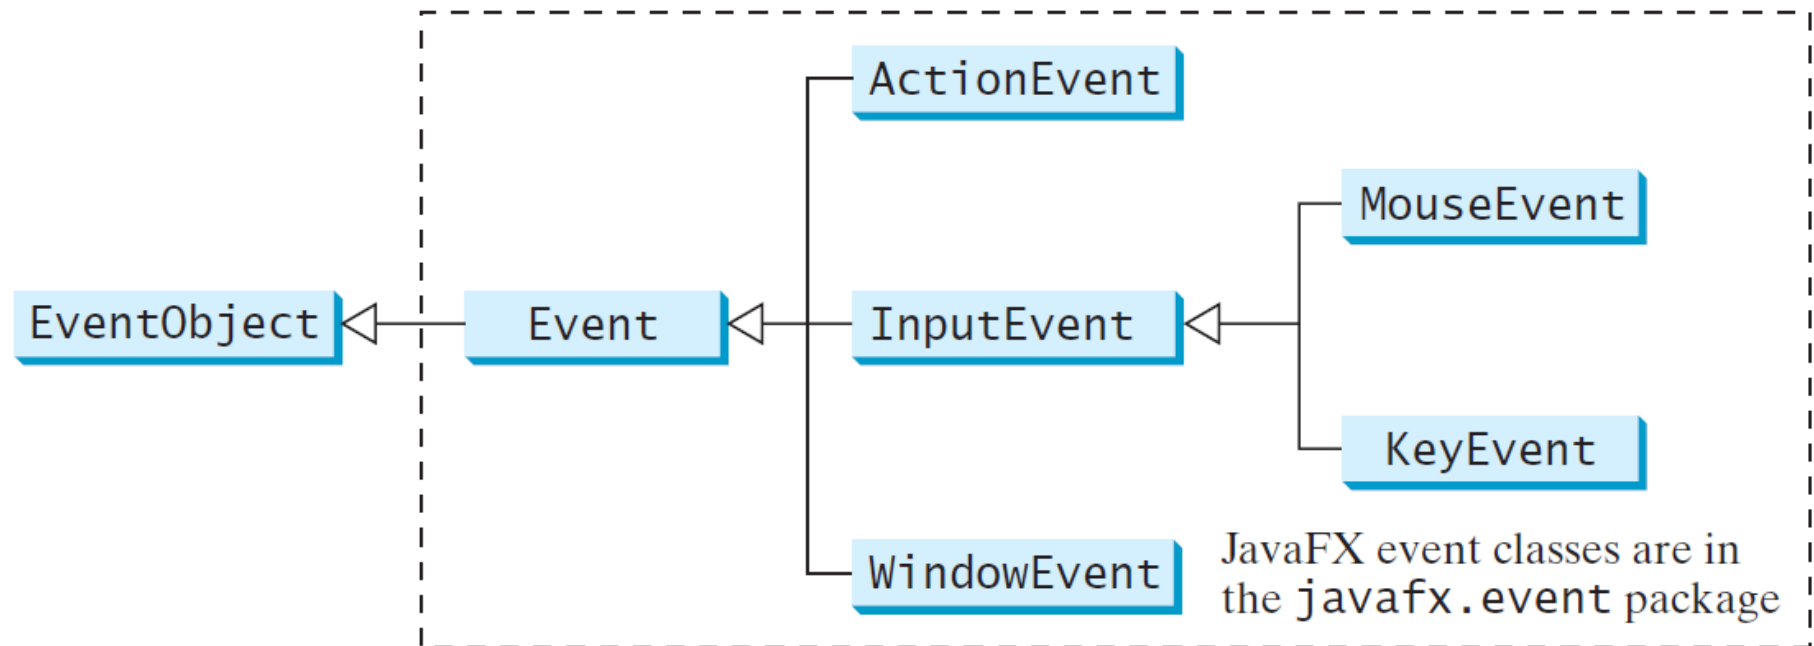 ActionEvent
MouseEvent
EventObject
Event
InputEvent
KeyEvent
WindowEvent
JavaFX event classes are in
the javafx.event package